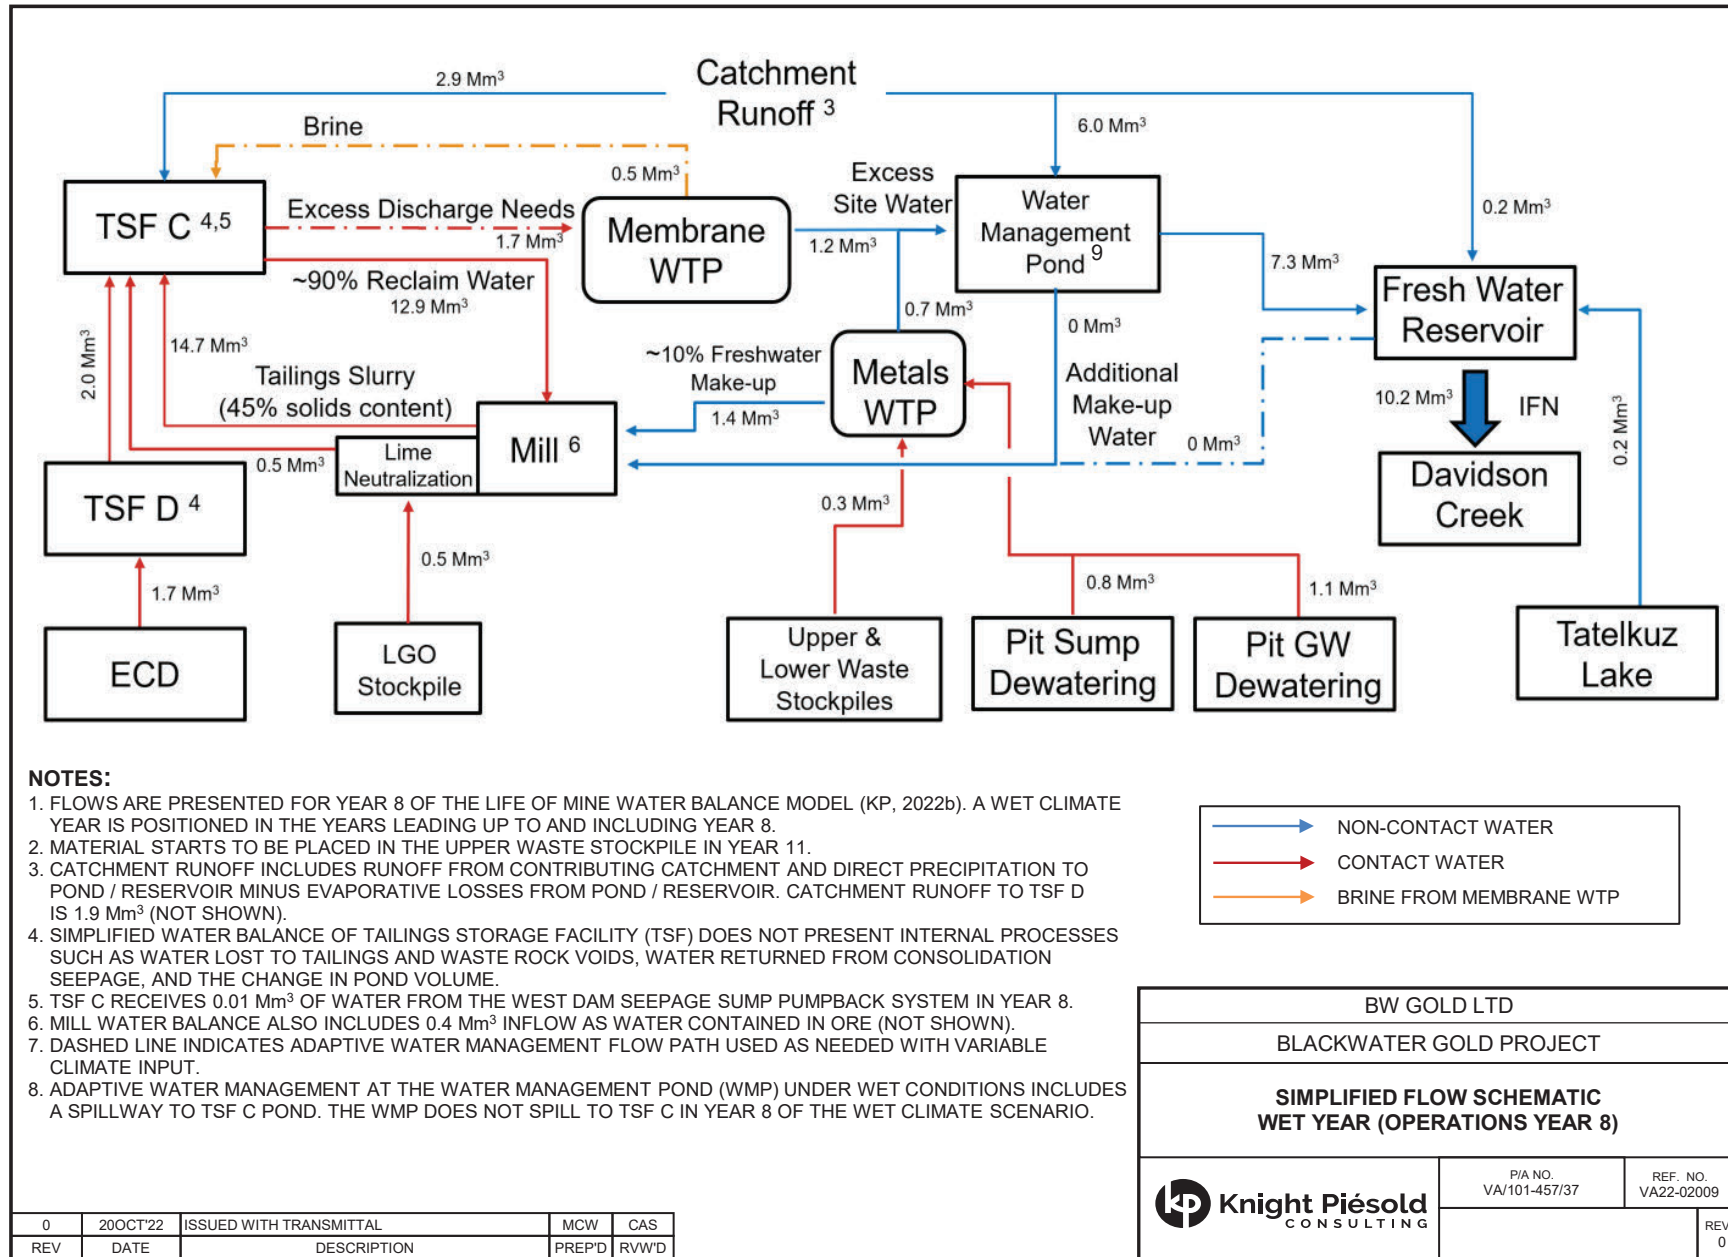 2.9 Mm³
Catchment
Runoff ³
6.0 Mm³
0.2 Mm³
Brine
0.5 Mm³
TSF C ⁴,⁵
Excess Discharge Needs
1.7 Mm³
Membrane
WTP
Excess
Site Water
1.2 Mm³
Water
Management
Pond ⁹
7.3 Mm³
Fresh Water
Reservoir
~90% Reclaim Water
12.9 Mm³
0.7 Mm³
0 Mm³
2.0 Mm³
14.7 Mm³
Tailings Slurry
(45% solids content)
~10% Freshwater
Make-up
1.4 Mm³
Metals
WTP
Additional
Make-up
Water
0 Mm³
10.2 Mm³
IFN
0.2 Mm³
0.5 Mm³
Lime
Neutralization
Mill ⁶
TSF D ⁴
Davidson
Creek
0.3 Mm³
0.5 Mm³
1.7 Mm³
0.8 Mm³
1.1 Mm³
ECD
LGO
Stockpile
Upper &
Lower Waste
Stockpiles
Pit Sump
Dewatering
Pit GW
Dewatering
Tatelkuz
Lake
NOTES:
1. FLOWS ARE PRESENTED FOR YEAR 8 OF THE LIFE OF MINE WATER BALANCE MODEL (KP, 2022b). A WET CLIMATE
YEAR IS POSITIONED IN THE YEARS LEADING UP TO AND INCLUDING YEAR 8.
2. MATERIAL STARTS TO BE PLACED IN THE UPPER WASTE STOCKPILE IN YEAR 11.
3. CATCHMENT RUNOFF INCLUDES RUNOFF FROM CONTRIBUTING CATCHMENT AND DIRECT PRECIPITATION TO
POND / RESERVOIR MINUS EVAPORATIVE LOSSES FROM POND / RESERVOIR. CATCHMENT RUNOFF TO TSF D
IS 1.9 Mm³ (NOT SHOWN).
4. SIMPLIFIED WATER BALANCE OF TAILINGS STORAGE FACILITY (TSF) DOES NOT PRESENT INTERNAL PROCESSES
SUCH AS WATER LOST TO TAILINGS AND WASTE ROCK VOIDS, WATER RETURNED FROM CONSOLIDATION
SEEPAGE, AND THE CHANGE IN POND VOLUME.
5. TSF C RECEIVES 0.01 Mm³ OF WATER FROM THE WEST DAM SEEPAGE SUMP PUMPBACK SYSTEM IN YEAR 8.
6. MILL WATER BALANCE ALSO INCLUDES 0.4 Mm³ INFLOW AS WATER CONTAINED IN ORE (NOT SHOWN).
7. DASHED LINE INDICATES ADAPTIVE WATER MANAGEMENT FLOW PATH USED AS NEEDED WITH VARIABLE
CLIMATE INPUT.
8. ADAPTIVE WATER MANAGEMENT AT THE WATER MANAGEMENT POND (WMP) UNDER WET CONDITIONS INCLUDES
A SPILLWAY TO TSF C POND. THE WMP DOES NOT SPILL TO TSF C IN YEAR 8 OF THE WET CLIMATE SCENARIO.
NON-CONTACT WATER
CONTACT WATER
BRINE FROM MEMBRANE WTP
BW GOLD LTD
BLACKWATER GOLD PROJECT
SIMPLIFIED FLOW SCHEMATIC
WET YEAR (OPERATIONS YEAR 8)
kp Knight Piésold
CONSULTING
P/A NO.
VA/101-457/37
REF. NO.
VA22-02009
REV
0
0 20OCT'22 ISSUED WITH TRANSMITTAL MCW CAS
REV DATE DESCRIPTION PREP'D RVW'D